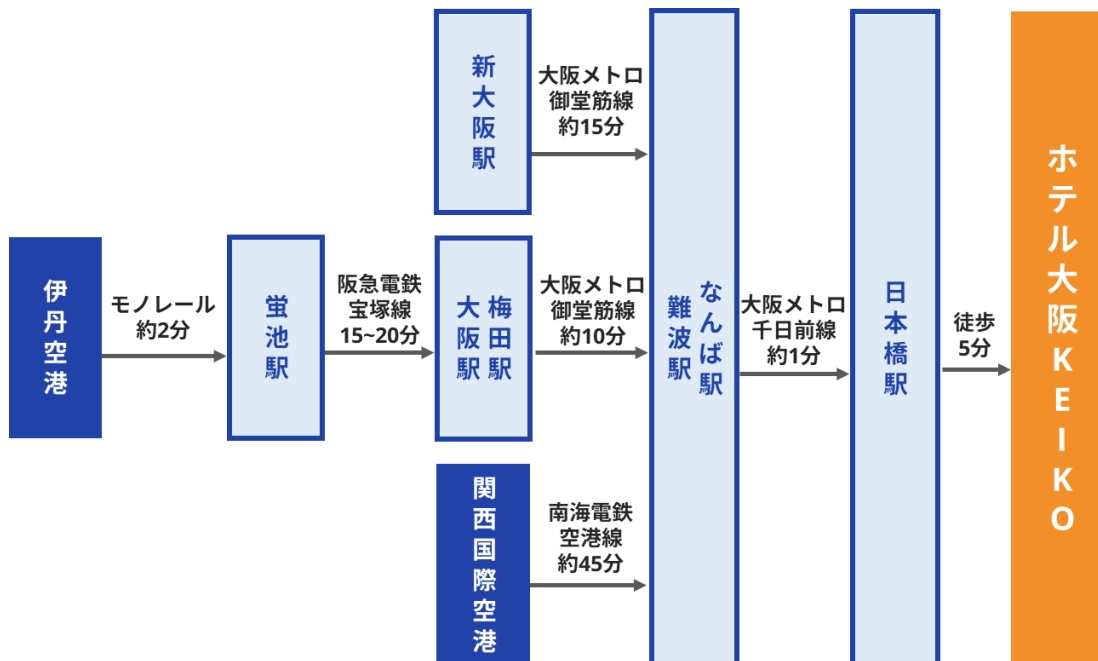 新大阪駅
大阪メトロ
御堂筋線
約15分
伊丹空港
モノレール
約2分
蛍池駅
阪急電鉄
宝塚線
15~20分
梅田駅
大阪駅
大阪メトロ
御堂筋線
約10分
関西国際空港
南海電鉄
空港線
約45分
なんば駅
難波駅
大阪メトロ
千日前線
約1分
日本橋駅
徒歩
5分
ホテル大阪KEIKO